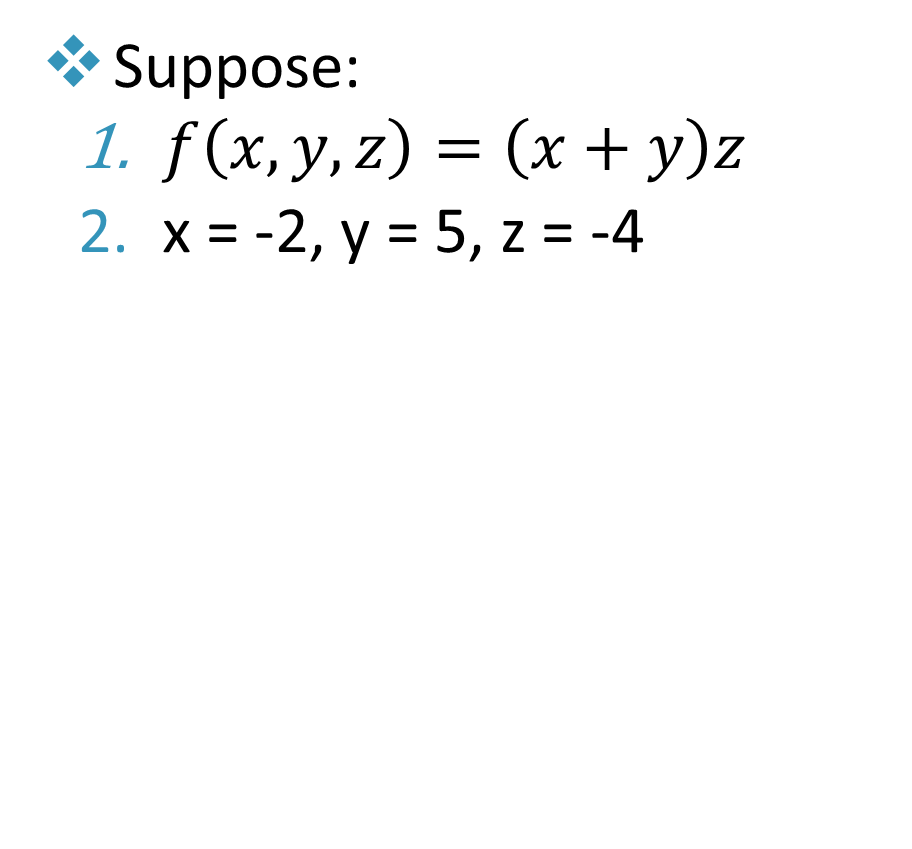 ❖ Suppose:
1. f(x, y, z) = (x + y)z
2. x = -2, y = 5, z = -4